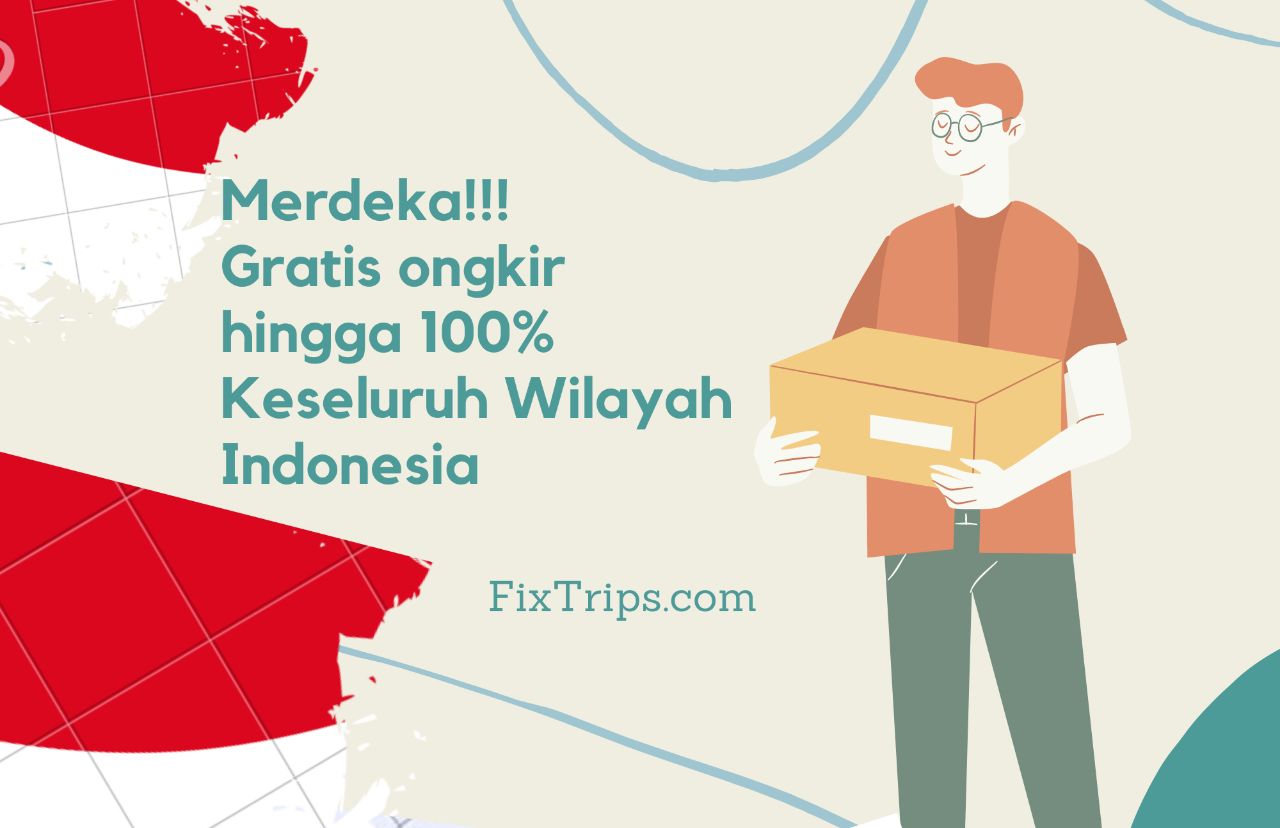 Merdeka!!!
Gratis ongkir
hingga 100%
Keseluruh Wilayah
Indonesia
FixTrips.com